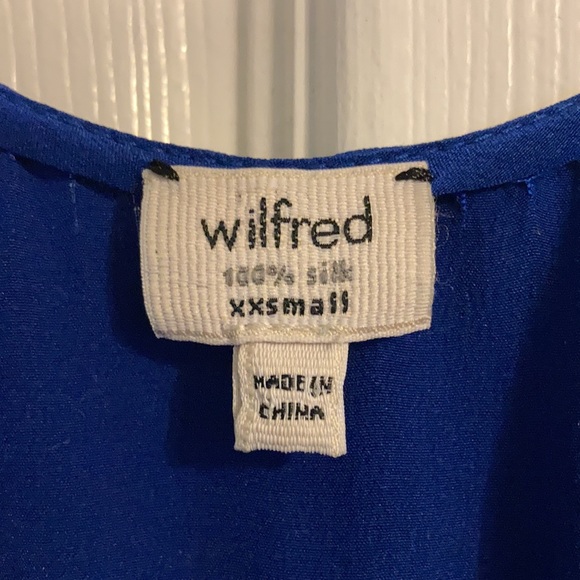 wilfred
100% silk
xxsmall
MADE IN
CHINA